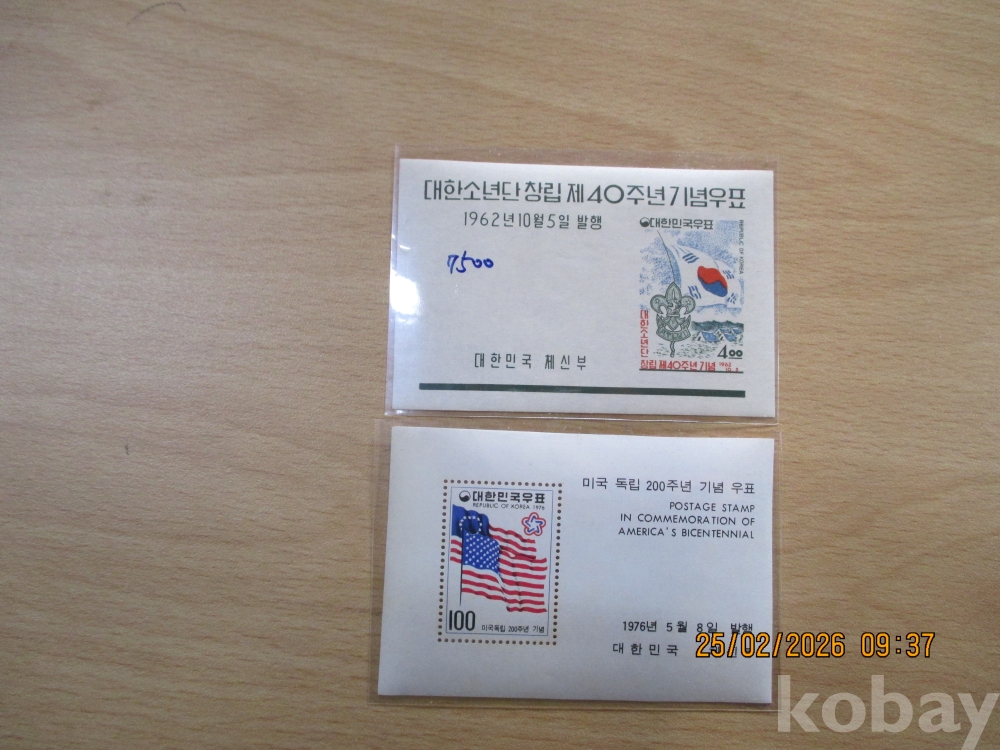 대한소년단 창립 제40주년기념우표
1962년10월5일 발행
7500
대한민국우표
REPUBLIC OF KOREA
대한소년단
창립제40주년기념
1962
10. 5
4.00
대한민국 체신부
미국 독립 200주년 기념 우표
POSTAGE STAMP
IN COMMEMORATION OF
AMERICA'S BICENTENNIAL
대한민국우표
REPUBLIC OF KOREA 1976
100
미국독립 200주년 기념
1976년 5월 8일 발행
대한민국
25/02/2026 09:37
kobay